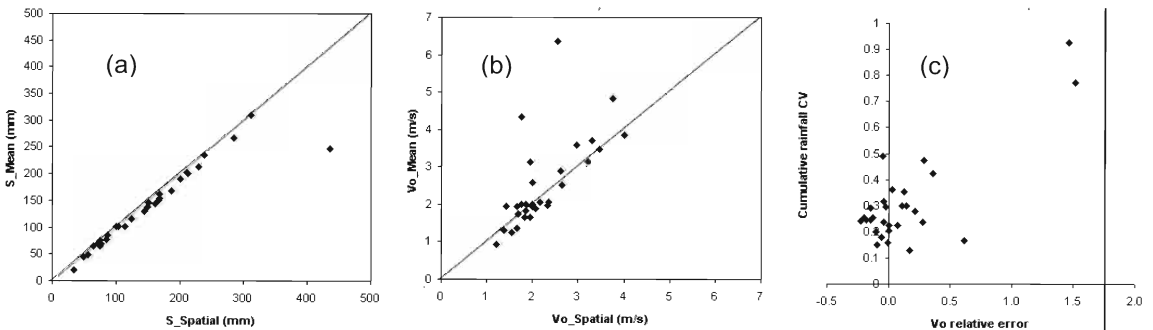 (a)
S_Mean (mm)
500
450
400
350
300
250
200
150
100
50
0
0 100 200 300 400 500
S_Spatial (mm)
(b)
Vo_Mean (m/s)
7
6
5
4
3
2
1
0
0 1 2 3 4 5 6 7
Vo_Spatial (m/s)
(c)
Cumulative rainfall CV
1
0.9
0.8
0.7
0.6
0.5
0.4
0.3
0.2
0.1
0
-0.5 0.0 0.5 1.0 1.5 2.0
Vo relative error